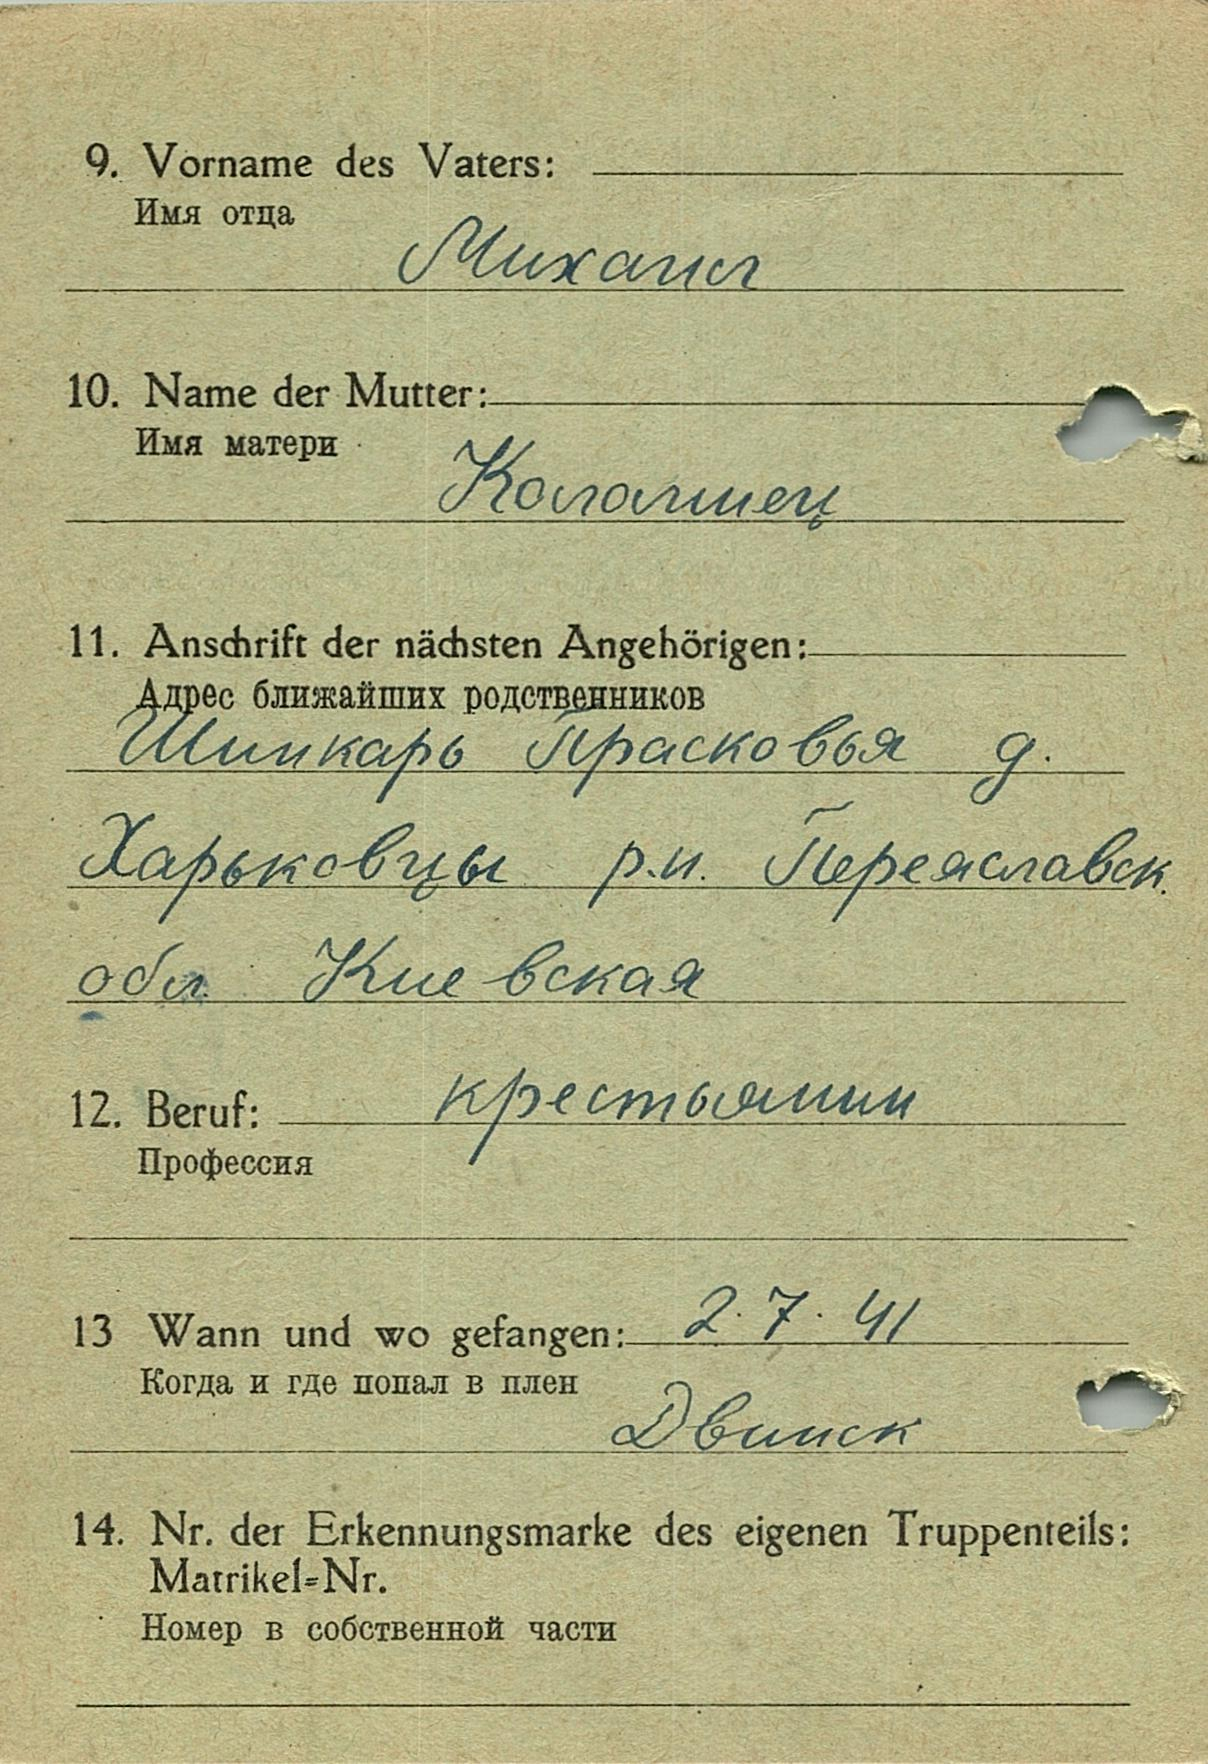 9. Vorname des Vaters:
Имя отца
Михаил
10. Name der Mutter:
Имя матери
Коломиец
11. Anschrift der nächsten Angehörigen:
Адрес ближайших родственников
Шинкарь Прасковья д.
Харьковцы р.н. Переяславск.
обл. Киевская
12. Beruf: крестьянин
Профессия
13 Wann und wo gefangen: 2.7.41
Когда и где попал в плен
Двинск
14. Nr. der Erkennungsmarke des eigenen Truppenteils:
Matrikel=Nr.
Номер в собственной части